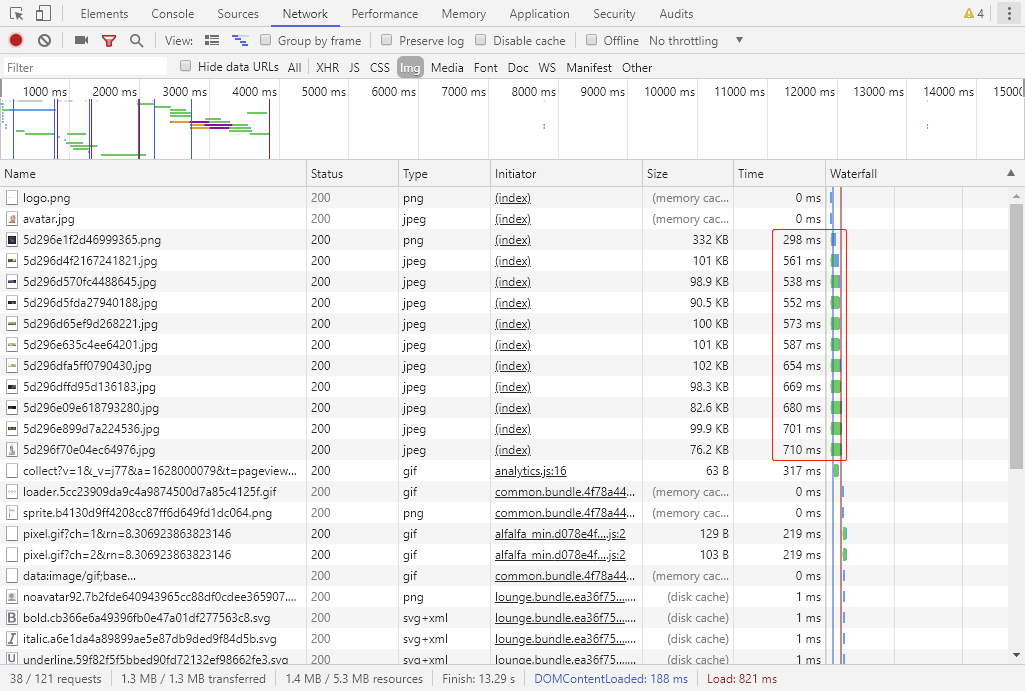 Elements Console Sources Network Performance Memory Application Security Audits 4
View: Group by frame Preserve log Disable cache Offline No throttling
Filter Hide data URLs All XHR JS CSS Img Media Font Doc WS Manifest Other
1000 ms 2000 ms 3000 ms 4000 ms 5000 ms 6000 ms 7000 ms 8000 ms 9000 ms 10000 ms 11000 ms 12000 ms 13000 ms 14000 ms 1500
Name Status Type Initiator Size Time Waterfall
logo.png 200 png (index) (memory cac... 0 ms
avatar.jpg 200 jpeg (index) (memory cac... 0 ms
5d296e1f2d46999365.png 200 png (index) 332 KB 298 ms
5d296d4f2167241821.jpg 200 jpeg (index) 101 KB 561 ms
5d296d570fc4488645.jpg 200 jpeg (index) 98.9 KB 538 ms
5d296d5fda27940188.jpg 200 jpeg (index) 90.5 KB 552 ms
5d296d65ef9d268221.jpg 200 jpeg (index) 100 KB 573 ms
5d296e635c4ee64201.jpg 200 jpeg (index) 101 KB 587 ms
5d296dfa5ff0790430.jpg 200 jpeg (index) 102 KB 654 ms
5d296dffd95d136183.jpg 200 jpeg (index) 98.3 KB 669 ms
5d296e09e618793280.jpg 200 jpeg (index) 82.6 KB 680 ms
5d296e899d7a224536.jpg 200 jpeg (index) 99.9 KB 701 ms
5d296f70e04ec64976.jpg 200 jpeg (index) 76.2 KB 710 ms
collect?v=1&_v=j77&a=1628000079&t=pageview... 200 gif analytics.js:16 63 B 317 ms
loader.5cc23909da9c4a9874500d7a85c4125f.gif 200 gif common.bundle.4f78a44... (memory cac... 0 ms
sprite.b4130d9ff4208cc87ff6d649fd1dc064.png 200 png common.bundle.4f78a44... (memory cac... 0 ms
pixel.gif?ch=1&rn=8.306923863823146 200 gif alfalfa_min.d078e4f....js:2 129 B 219 ms
pixel.gif?ch=2&rn=8.306923863823146 200 gif alfalfa_min.d078e4f....js:2 103 B 219 ms
data:image/gif;base... 200 gif common.bundle.4f78a44... (memory cac... 0 ms
noavatar92.7b2fde640943965cc88df0cdee365907.... 200 png lounge.bundle.ea36f75...... (disk cache) 1 ms
bold.cb366e6a49396fb0e47a01df277563c8.svg 200 svg+xml lounge.bundle.ea36f75...... (disk cache) 1 ms
italic.a6e1da4a89899ae5e87db9ded9f84d5b.svg 200 svg+xml lounge.bundle.ea36f75...... (disk cache) 1 ms
underline.59f82f5f5bbed90fd72132ef98662fe3.svg 200 svg+xml lounge.bundle.ea36f75...... (disk cache) 1 ms
38 / 121 requests 1.3 MB / 1.3 MB transferred 1.4 MB / 5.3 MB resources Finish: 13.29 s DOMContentLoaded: 188 ms Load: 821 ms